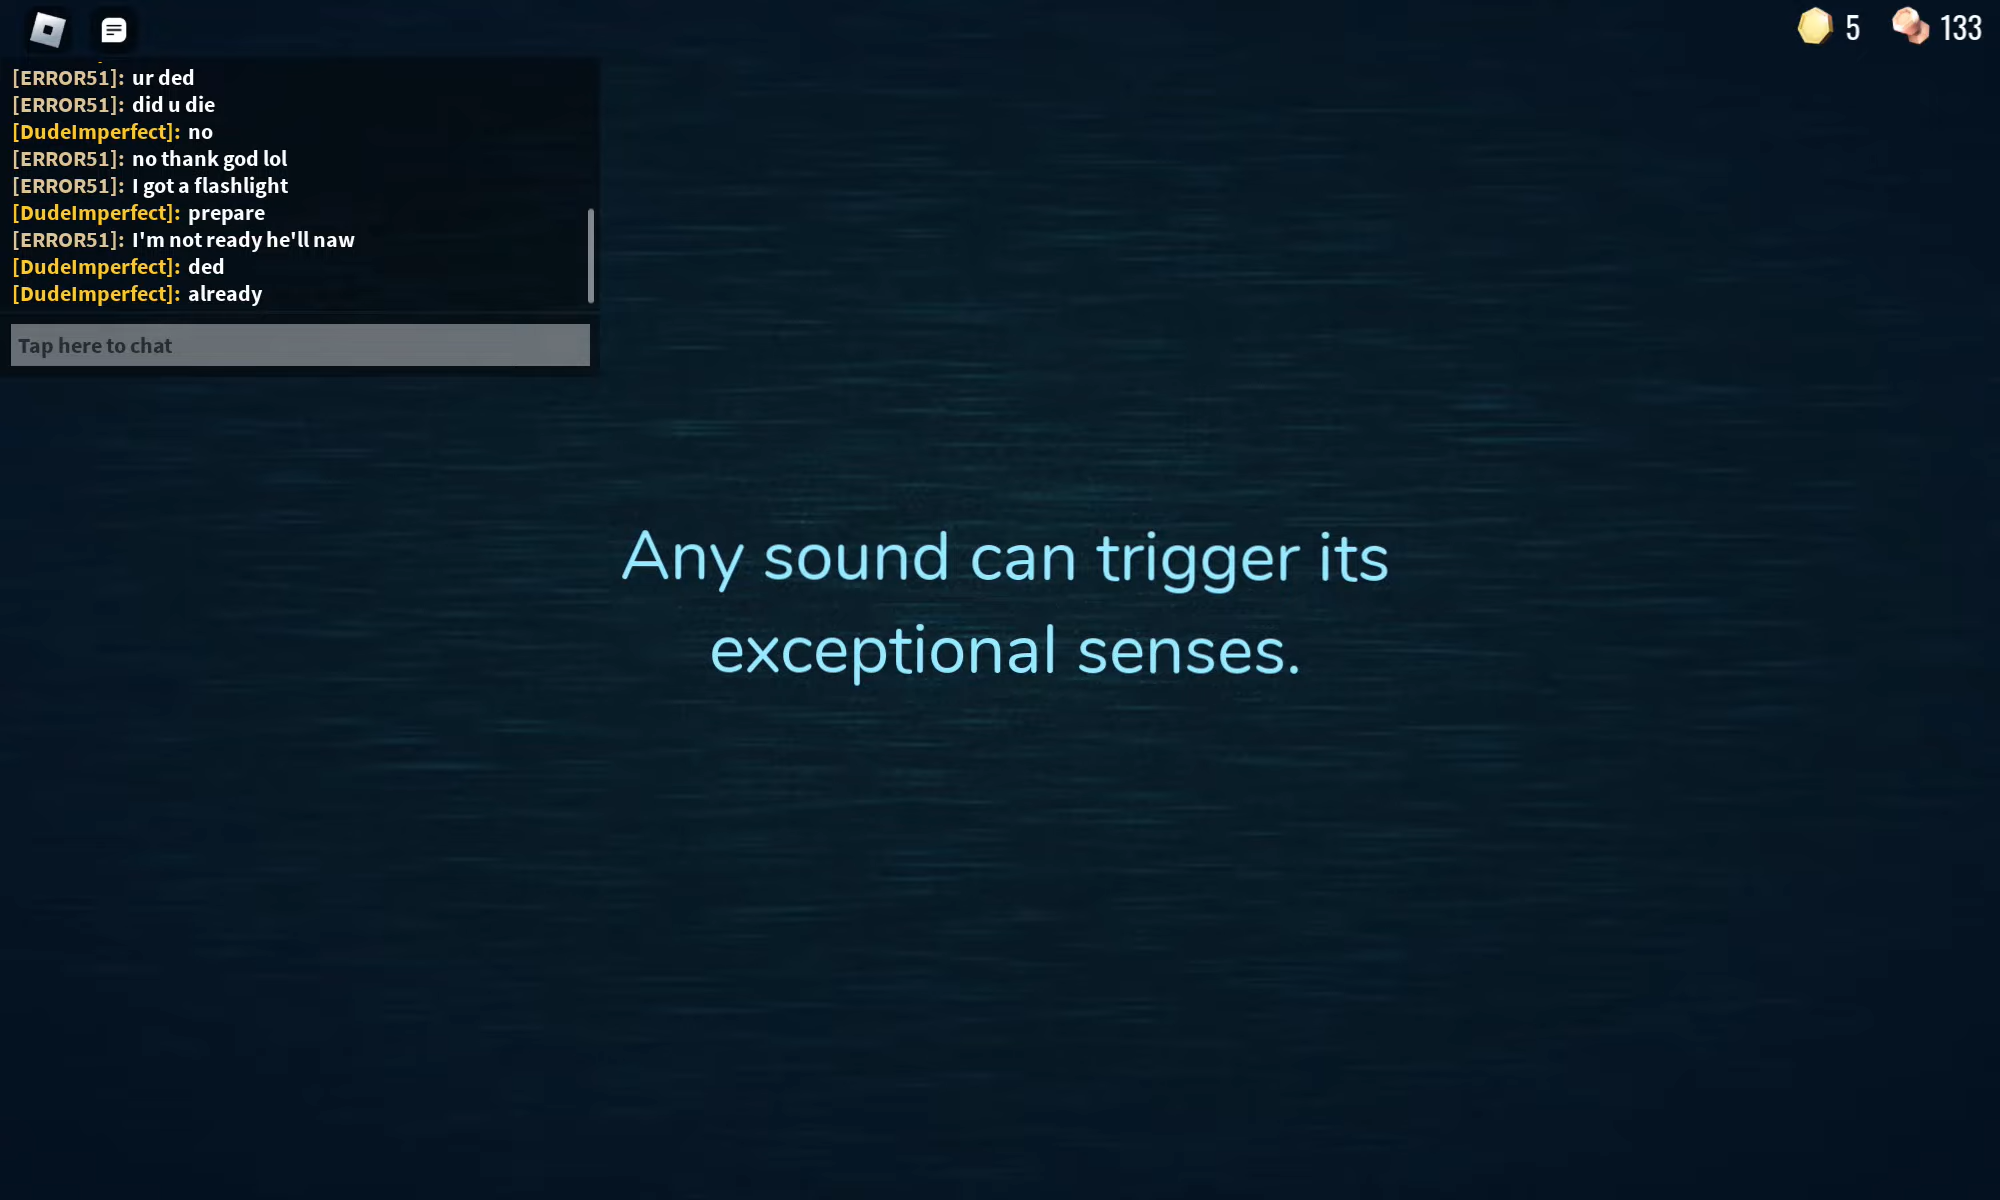 5
133
[ERROR51]: ur ded
[ERROR51]: did u die
[DudeImperfect]: no
[ERROR51]: no thank god lol
[ERROR51]: I got a flashlight
[DudeImperfect]: prepare
[ERROR51]: I'm not ready he'll naw
[DudeImperfect]: ded
[DudeImperfect]: already
Tap here to chat
Any sound can trigger its
exceptional senses.